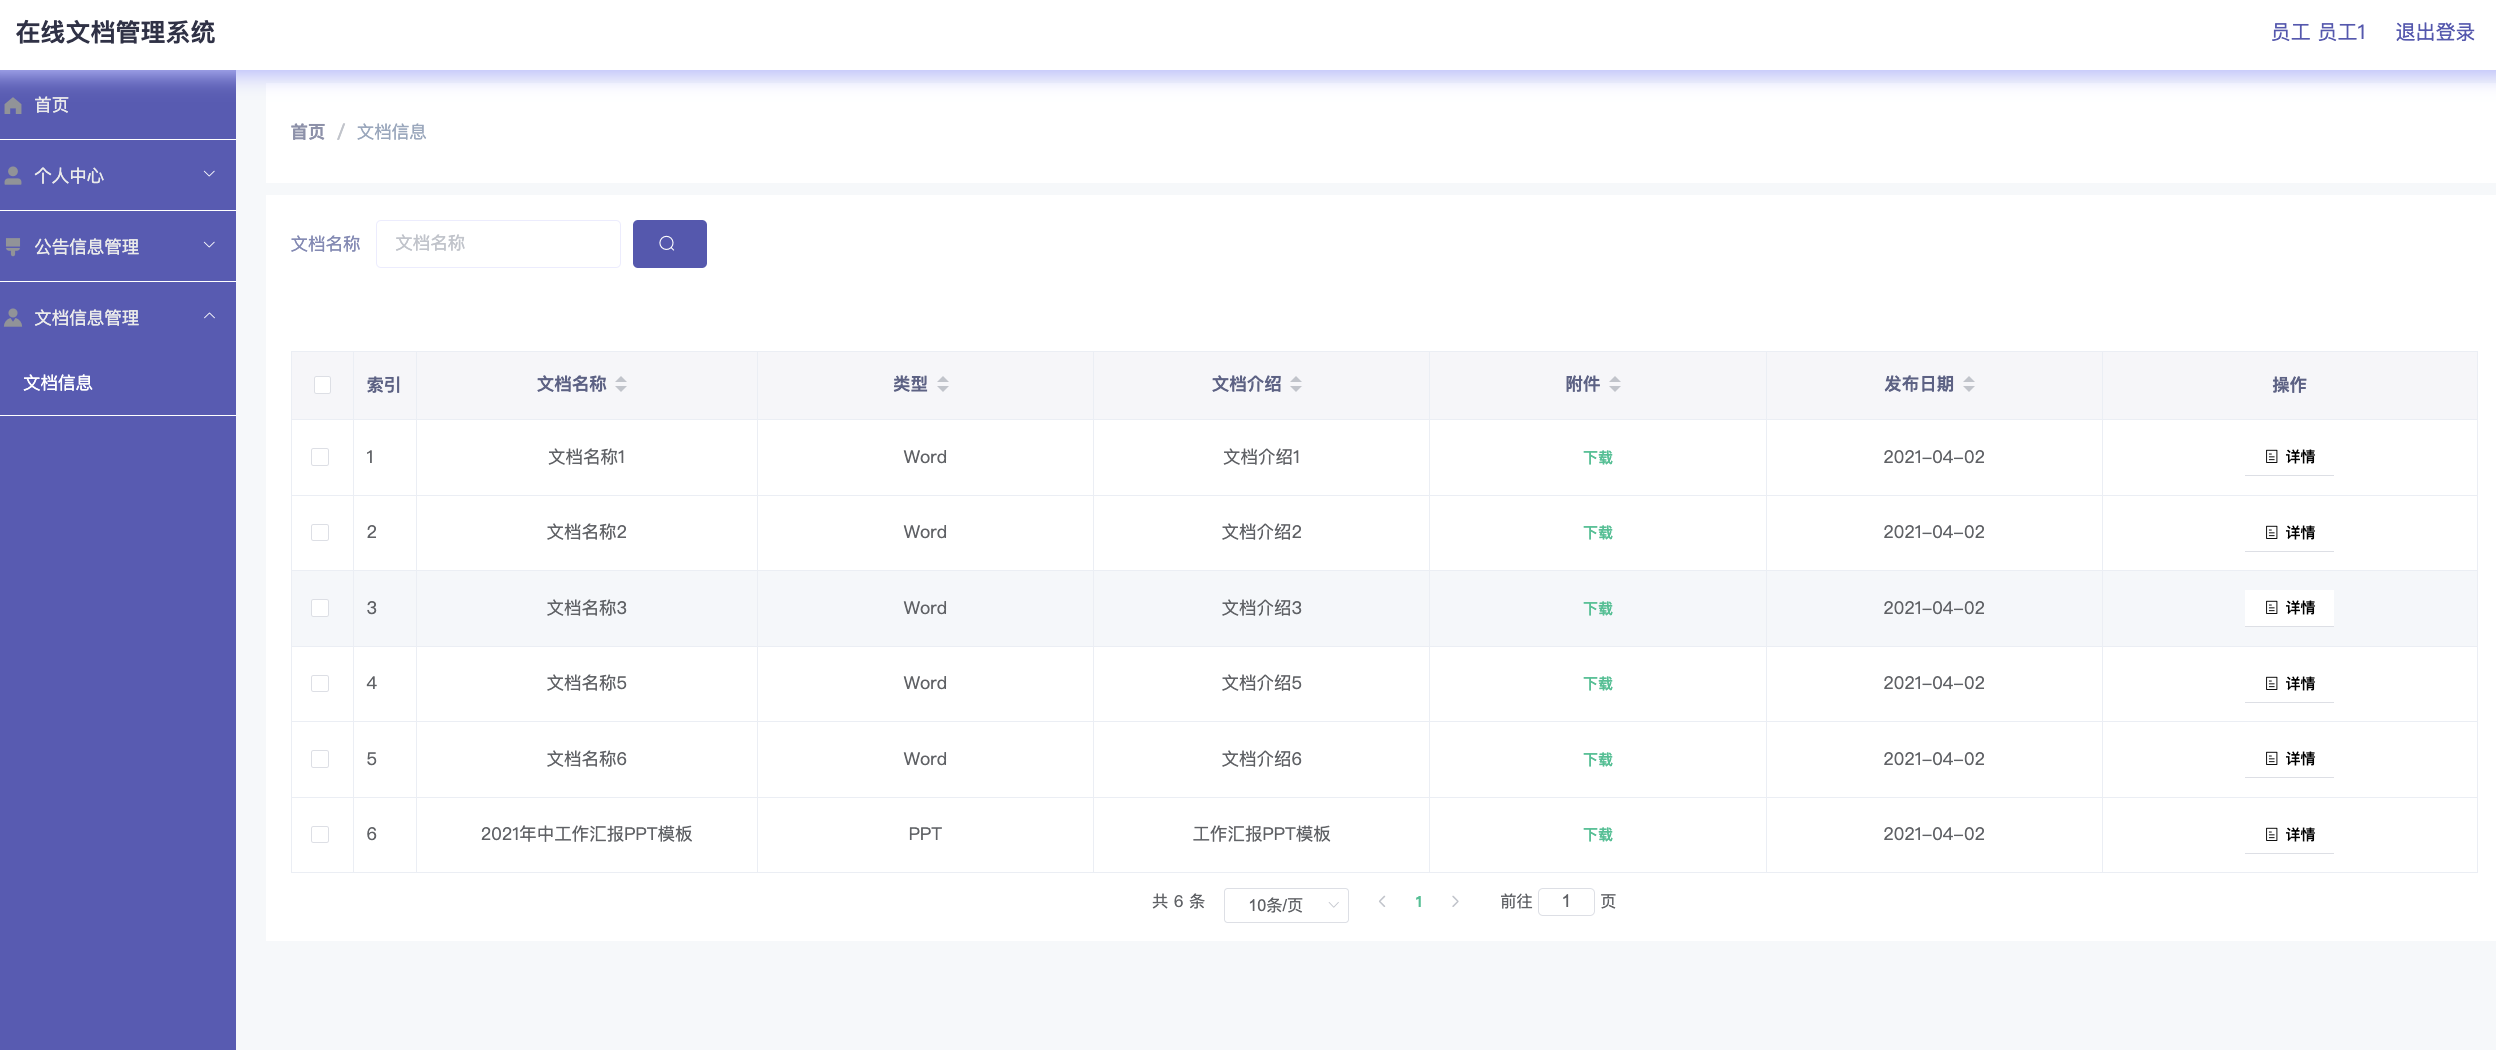 在线文档管理系统
员工 员工1 退出登录
首页
个人中心
公告信息管理
文档信息管理
文档信息
首页 / 文档信息
文档名称 文档名称
索引 文档名称 类型 文档介绍 附件 发布日期 操作
1 文档名称1 Word 文档介绍1 下载 2021-04-02 详情
2 文档名称2 Word 文档介绍2 下载 2021-04-02 详情
3 文档名称3 Word 文档介绍3 下载 2021-04-02 详情
4 文档名称5 Word 文档介绍5 下载 2021-04-02 详情
5 文档名称6 Word 文档介绍6 下载 2021-04-02 详情
6 2021年中工作汇报PPT模板 PPT 工作汇报PPT模板 下载 2021-04-02 详情
共 6 条 10条/页 1 前往 1 页